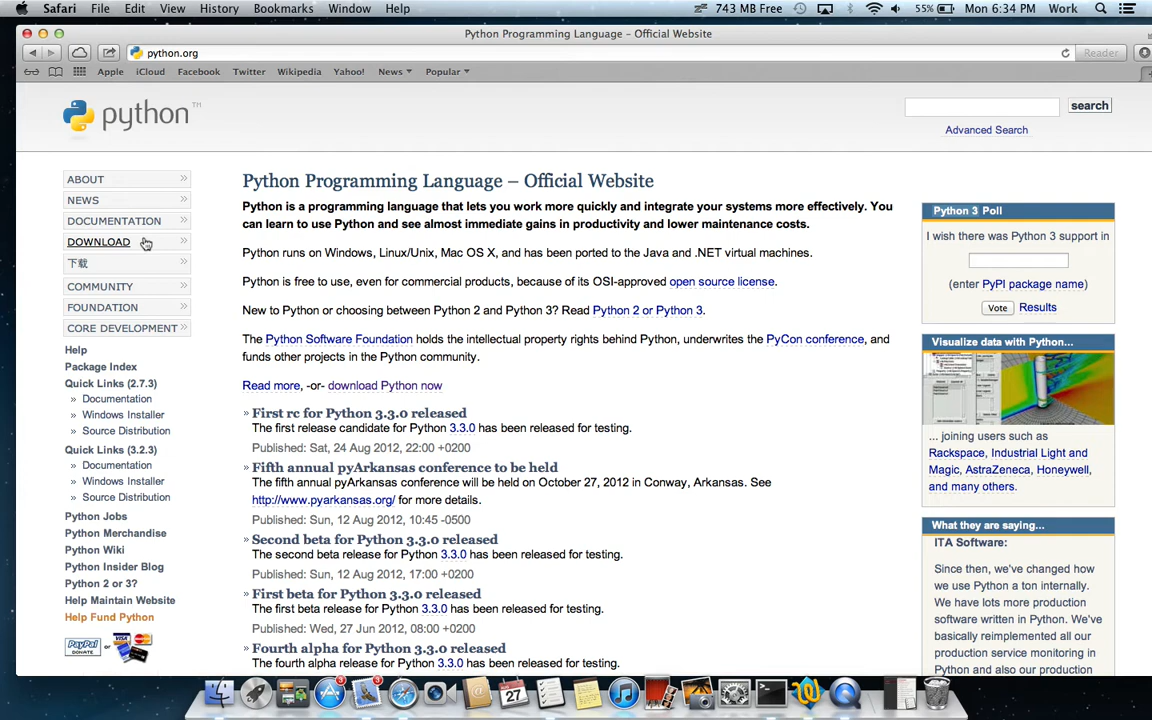 Safari File Edit View History Bookmarks Window Help 743 MB Free 55% Mon 6:34 PM Work
Python Programming Language – Official Website
python.org Reader
Apple iCloud Facebook Twitter Wikipedia Yahoo! News Popular
python™
search
Advanced Search
ABOUT »
NEWS »
DOCUMENTATION »
DOWNLOAD »
下载 »
COMMUNITY »
FOUNDATION »
CORE DEVELOPMENT »
Help
Package Index
Quick Links (2.7.3)
» Documentation
» Windows Installer
» Source Distribution
Quick Links (3.2.3)
» Documentation
» Windows Installer
» Source Distribution
Python Jobs
Python Merchandise
Python Wiki
Python Insider Blog
Python 2 or 3?
Help Maintain Website
Help Fund Python
PayPal or VISA
DONATE
Python Programming Language – Official Website
Python is a programming language that lets you work more quickly and integrate your systems more effectively. You
can learn to use Python and see almost immediate gains in productivity and lower maintenance costs.
Python runs on Windows, Linux/Unix, Mac OS X, and has been ported to the Java and .NET virtual machines.
Python is free to use, even for commercial products, because of its OSI-approved open source license.
New to Python or choosing between Python 2 and Python 3? Read Python 2 or Python 3.
The Python Software Foundation holds the intellectual property rights behind Python, underwrites the PyCon conference, and
funds other projects in the Python community.
Read more, -or- download Python now
» First rc for Python 3.3.0 released
The first release candidate for Python 3.3.0 has been released for testing.
Published: Sat, 24 Aug 2012, 22:00 +0200
» Fifth annual pyArkansas conference to be held
The fifth annual pyArkansas conference will be held on October 27, 2012 in Conway, Arkansas. See
http://www.pyarkansas.org/ for more details.
Published: Sun, 12 Aug 2012, 10:45 -0500
» Second beta for Python 3.3.0 released
The second beta release for Python 3.3.0 has been released for testing.
Published: Sun, 12 Aug 2012, 17:00 +0200
» First beta for Python 3.3.0 released
The first beta release for Python 3.3.0 has been released for testing.
Published: Wed, 27 Jun 2012, 08:00 +0200
» Fourth alpha for Python 3.3.0 released
The fourth alpha release for Python 3.3.0 has been released for testing.
Python 3 Poll
I wish there was Python 3 support in
(enter PyPI package name)
Vote Results
Visualize data with Python...
... joining users such as
Rackspace, Industrial Light and
Magic, AstraZeneca, Honeywell,
and many others.
What they are saying...
ITA Software:
Since then, we've changed how
we use Python a ton internally.
We have lots more production
software written in Python. We've
basically reimplemented all our
production service monitoring in
Python and also our production
3 3 27